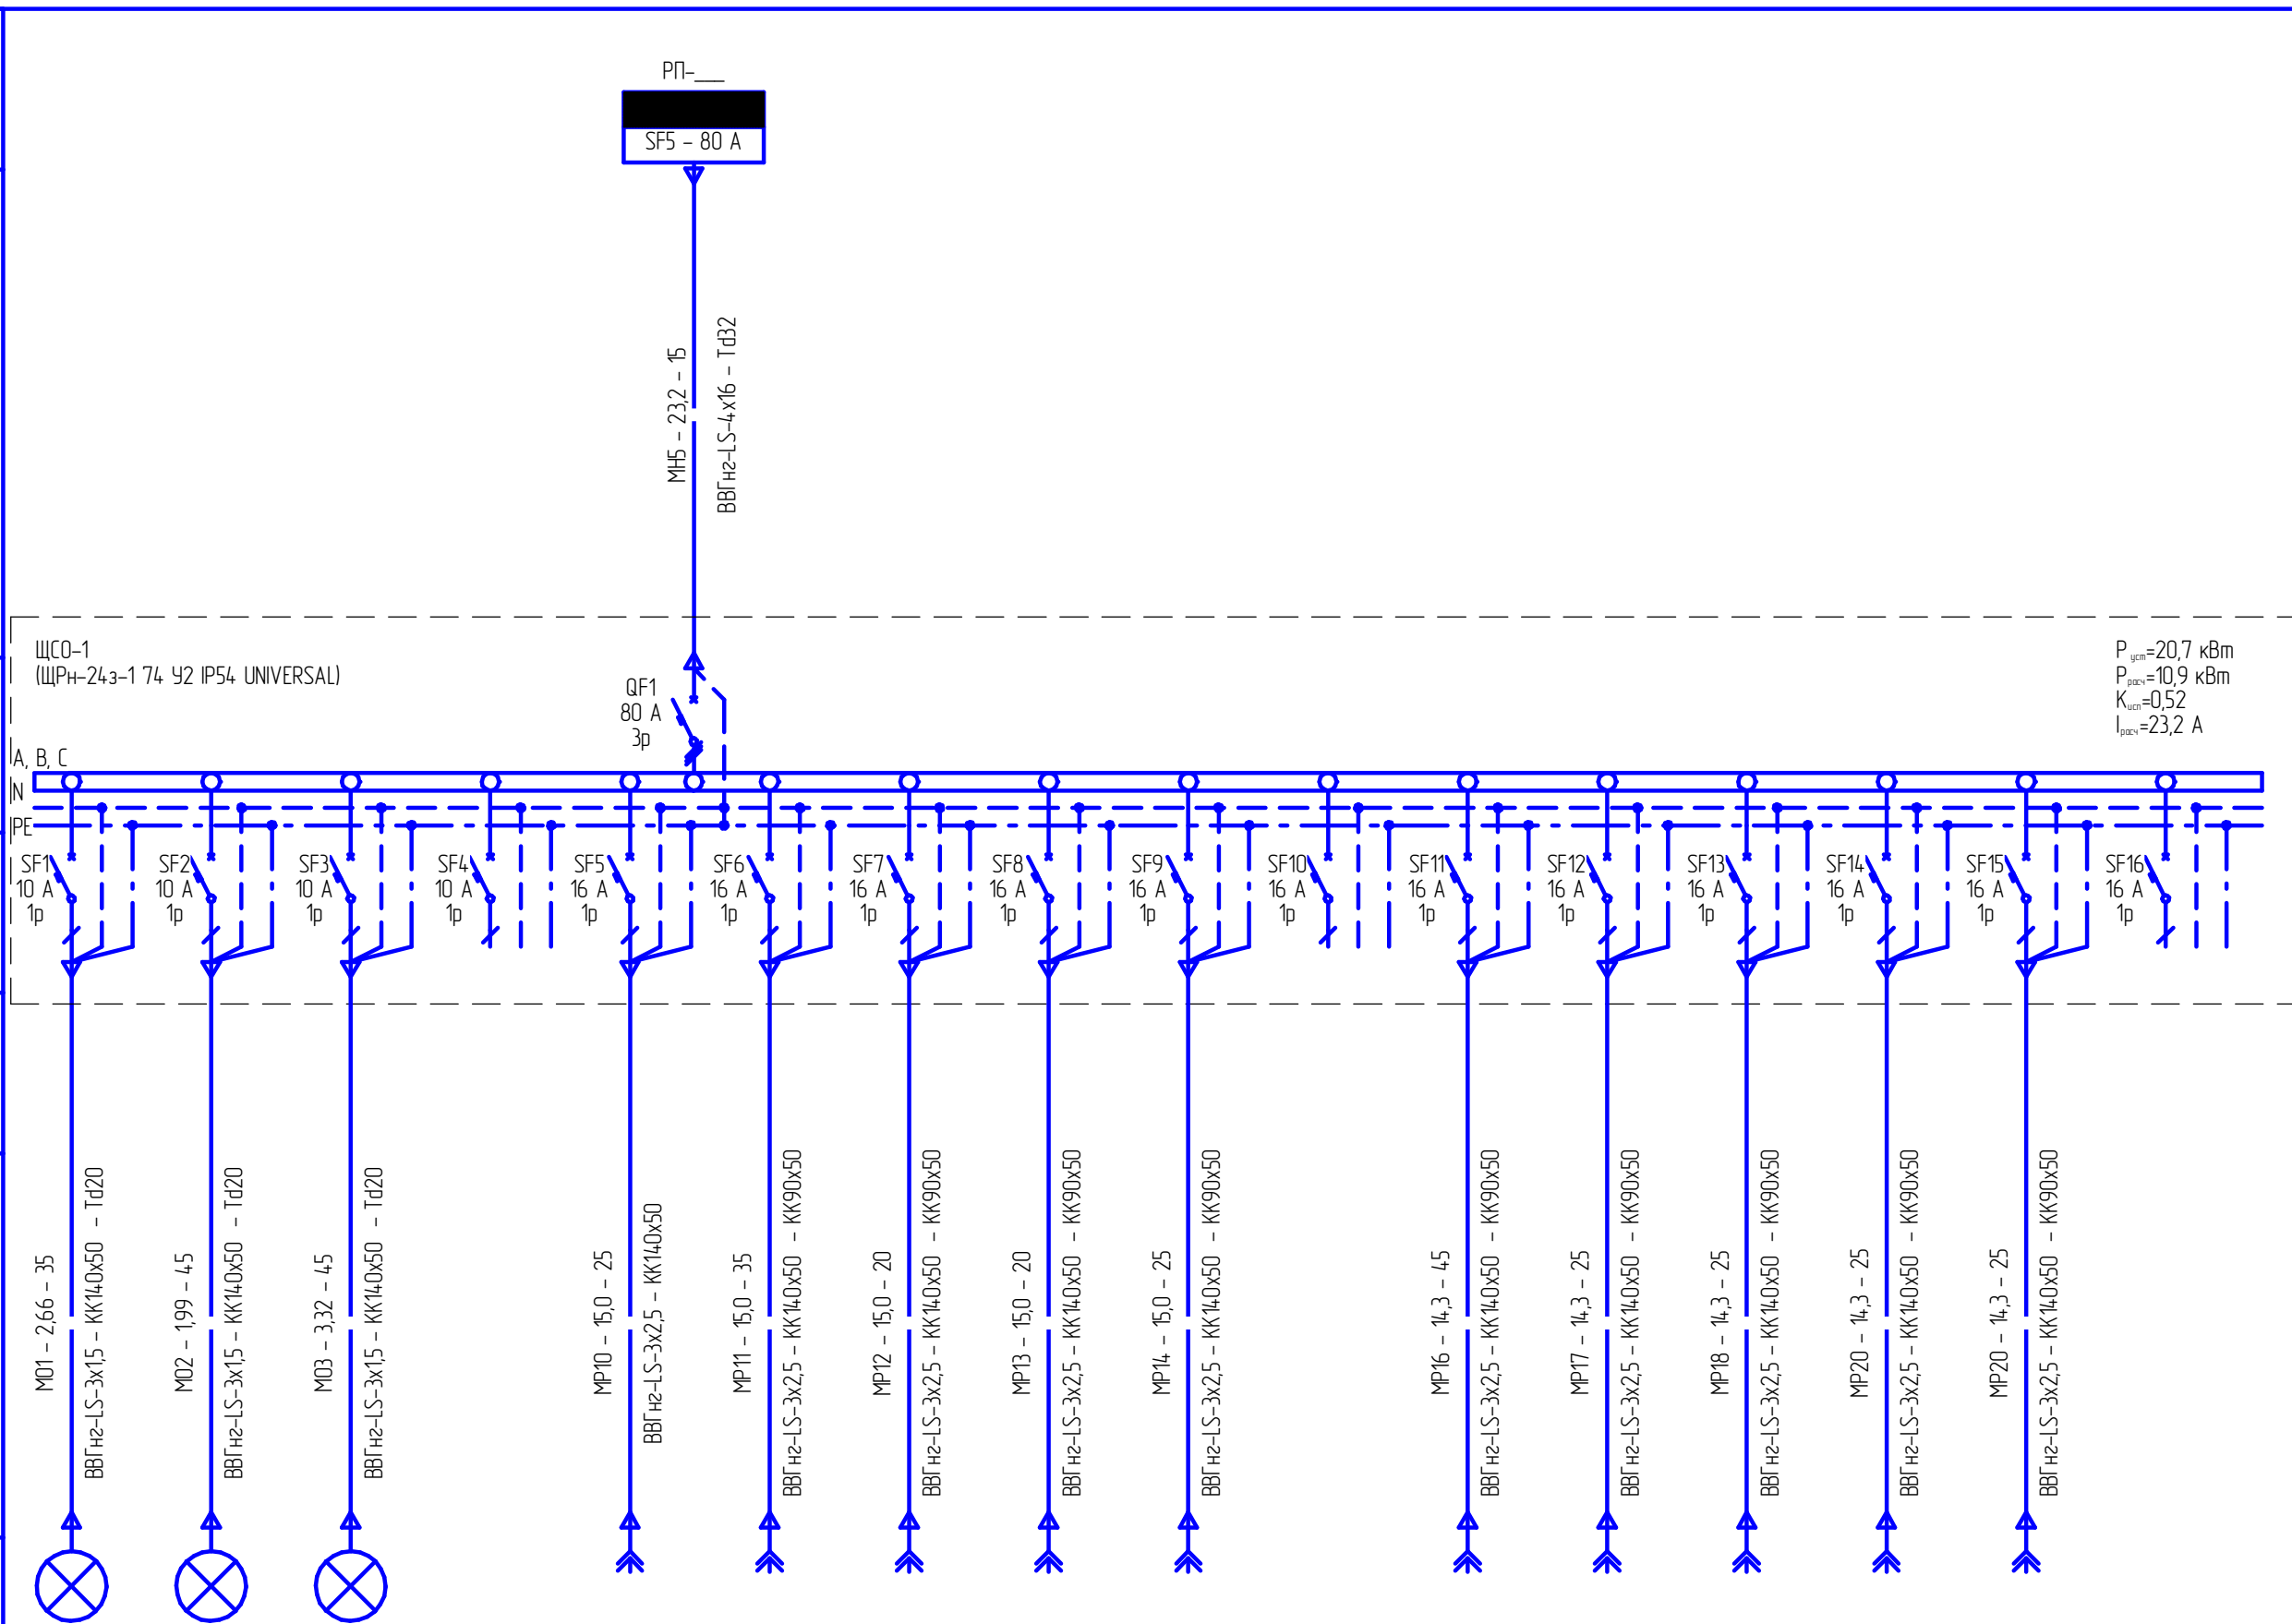 РП-___
SF5 - 80 А
МН5 - 23,2 - 15
ВВГнг-LS-4х16 - Тd32
ЩСО-1
(ЩРн-24з-1 74 У2 IP54 UNIVERSAL)
QF1
80 А
3р
Р уст=20,7 кВт
Ррасч=10,9 кВт
Кисп=0,52
Iрасч=23,2 А
А, В, С
N
PE
SF1
10 А
1р
SF2
10 А
1р
SF3
10 А
1р
SF4
10 А
1р
SF5
16 А
1р
SF6
16 А
1р
SF7
16 А
1р
SF8
16 А
1р
SF9
16 А
1р
SF10
16 А
1р
SF11
16 А
1р
SF12
16 А
1р
SF13
16 А
1р
SF14
16 А
1р
SF15
16 А
1р
SF16
16 А
1р
МО1 - 2,66 - 35
ВВГнг-LS-3х1,5 - КК140х50 - Тd20
МО2 - 1,99 - 45
ВВГнг-LS-3х1,5 - КК140х50 - Тd20
МО3 - 3,32 - 45
ВВГнг-LS-3х1,5 - КК140х50 - Тd20
МР10 - 15,0 - 25
ВВГнг-LS-3х2,5 - КК140х50
МР11 - 15,0 - 35
ВВГнг-LS-3х2,5 - КК140х50 - КК90х50
МР12 - 15,0 - 20
ВВГнг-LS-3х2,5 - КК140х50 - КК90х50
МР13 - 15,0 - 20
ВВГнг-LS-3х2,5 - КК140х50 - КК90х50
МР14 - 15,0 - 25
ВВГнг-LS-3х2,5 - КК140х50 - КК90х50
МР16 - 14,3 - 45
ВВГнг-LS-3х2,5 - КК140х50 - КК90х50
МР17 - 14,3 - 25
ВВГнг-LS-3х2,5 - КК140х50 - КК90х50
МР18 - 14,3 - 25
ВВГнг-LS-3х2,5 - КК140х50 - КК90х50
МР20 - 14,3 - 25
ВВГнг-LS-3х2,5 - КК140х50 - КК90х50
МР20 - 14,3 - 25
ВВГнг-LS-3х2,5 - КК140х50 - КК90х50